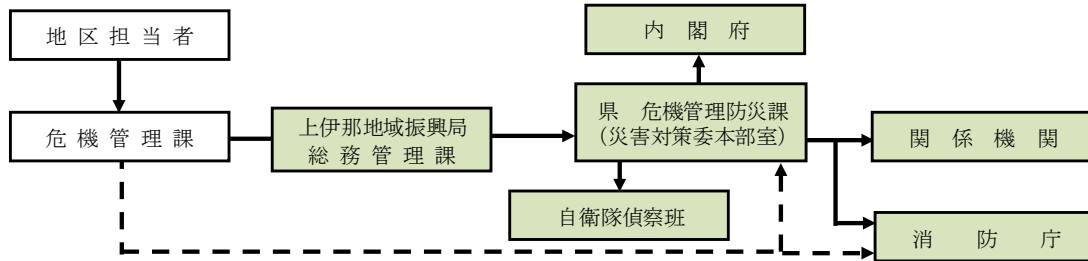 地区担当者
内閣府
危機管理課
上伊那地域振興局
総務管理課
県　危機管理防災課
（災害対策委本部室）
関係機関
自衛隊偵察班
消防庁